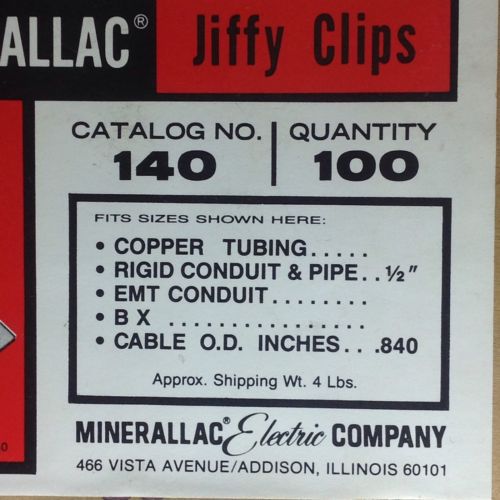 ALLAC® Jiffy Clips
CATALOG NO. | QUANTITY
140 | 100
FITS SIZES SHOWN HERE:
• COPPER TUBING.....
• RIGID CONDUIT & PIPE..½"
• EMT CONDUIT........
• BX ................
• CABLE O.D. INCHES... .840
Approx. Shipping Wt. 4 Lbs.
MINERALLAC® Electric COMPANY
466 VISTA AVENUE/ADDISON, ILLINOIS 60101